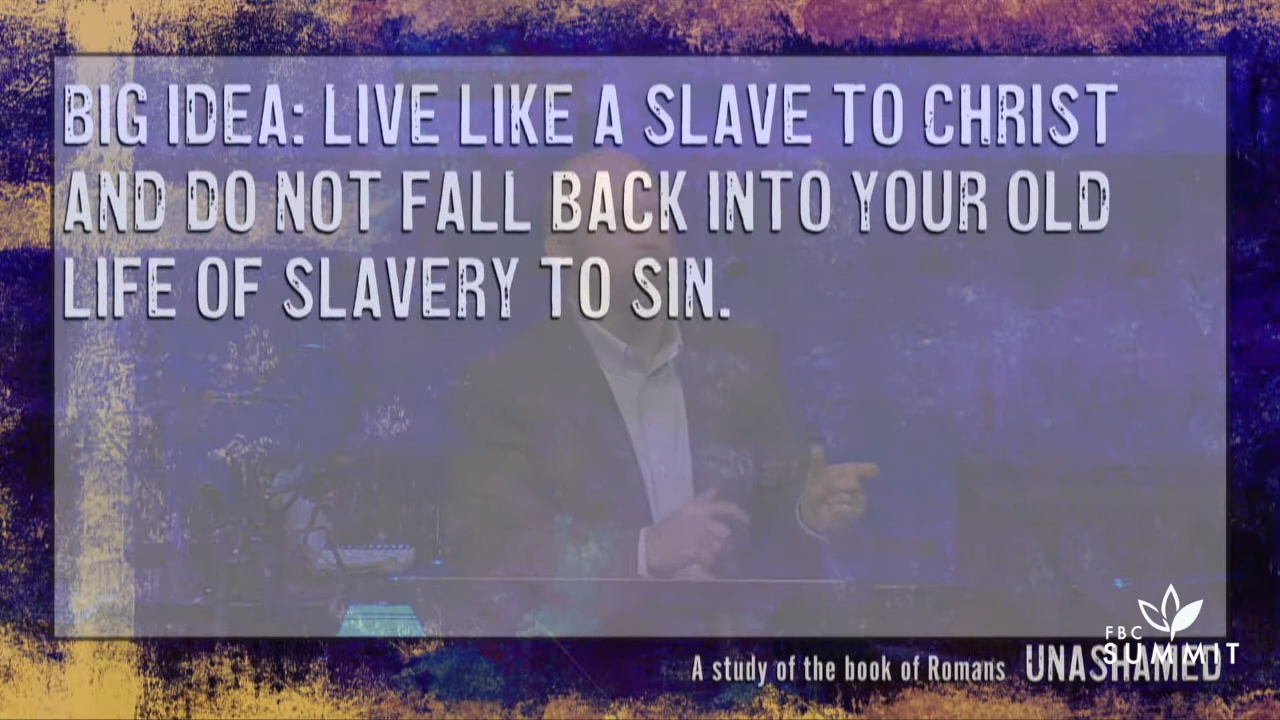 BIG IDEA: LIVE LIKE A SLAVE TO CHRIST
AND DO NOT FALL BACK INTO YOUR OLD
LIFE OF SLAVERY TO SIN.
FBC
SUMMIT
A study of the book of Romans UNASHAMED